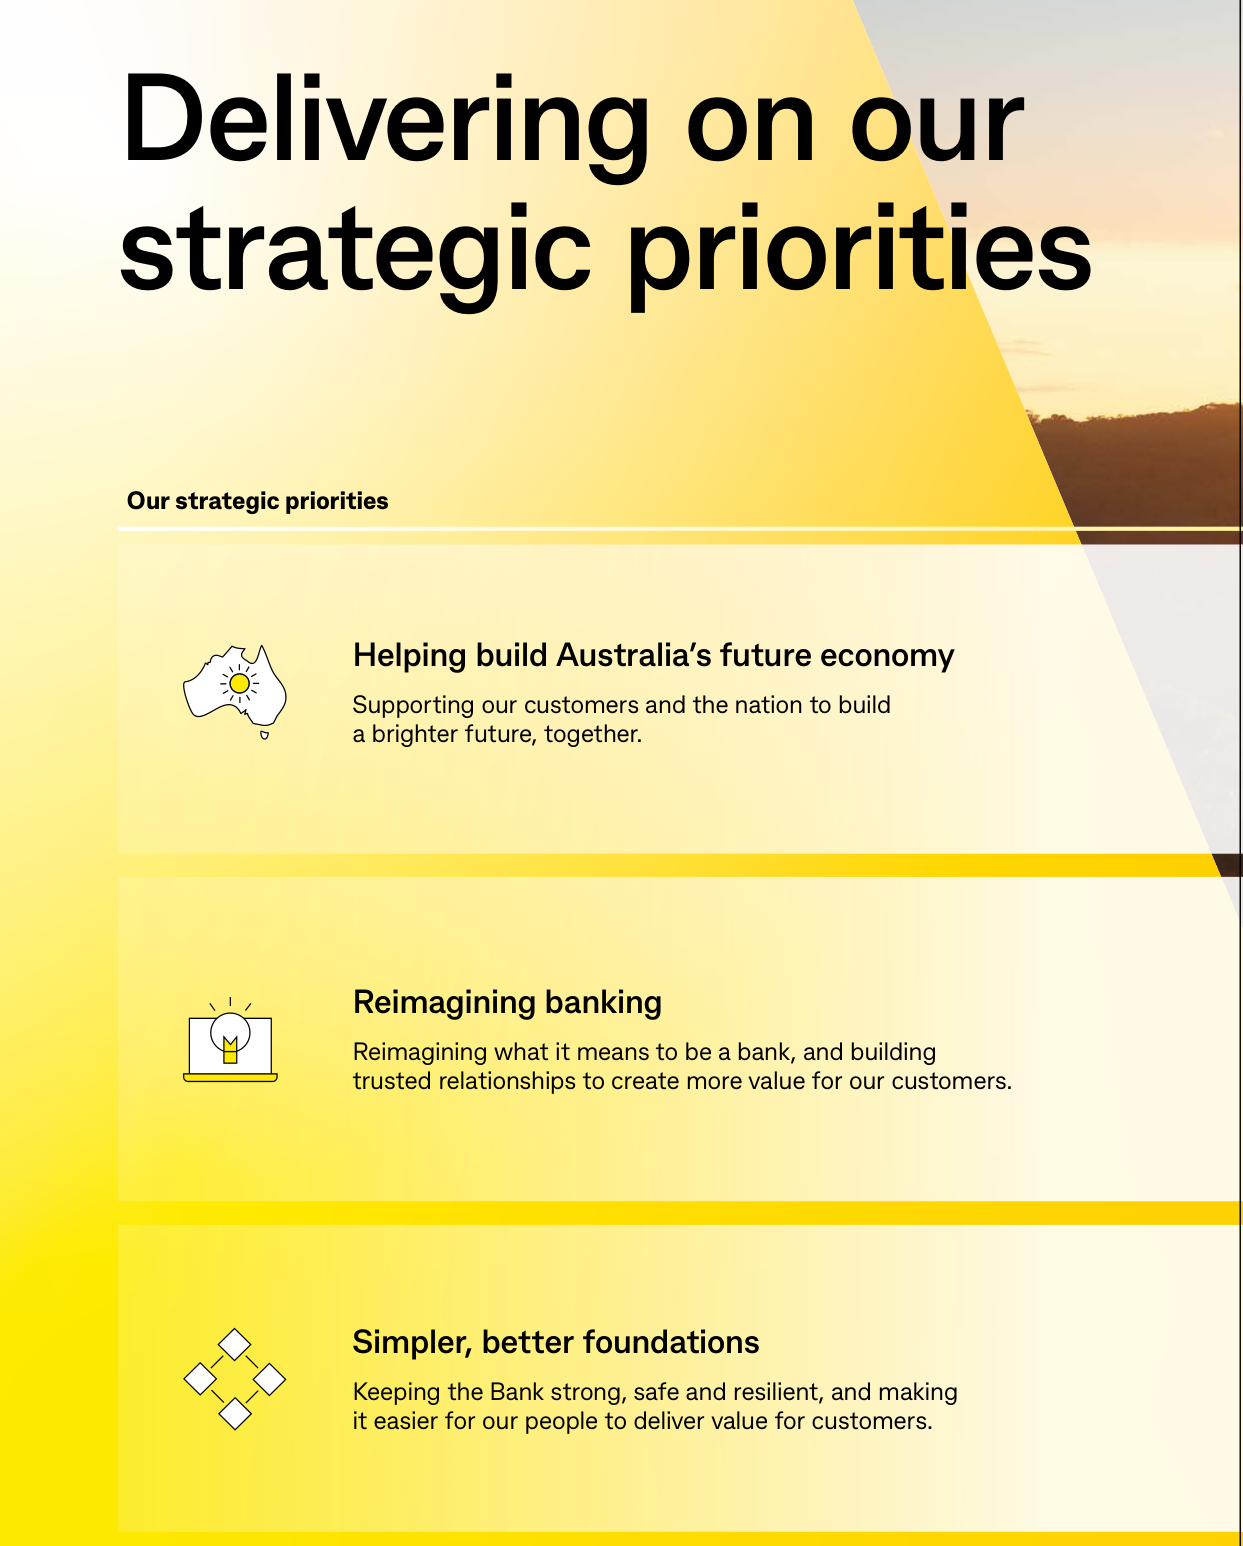 Delivering on our
strategic priorities
Our strategic priorities
Helping build Australia’s future economy
Supporting our customers and the nation to build
a brighter future, together.
Reimagining banking
Reimagining what it means to be a bank, and building
trusted relationships to create more value for our customers.
Simpler, better foundations
Keeping the Bank strong, safe and resilient, and making
it easier for our people to deliver value for customers.